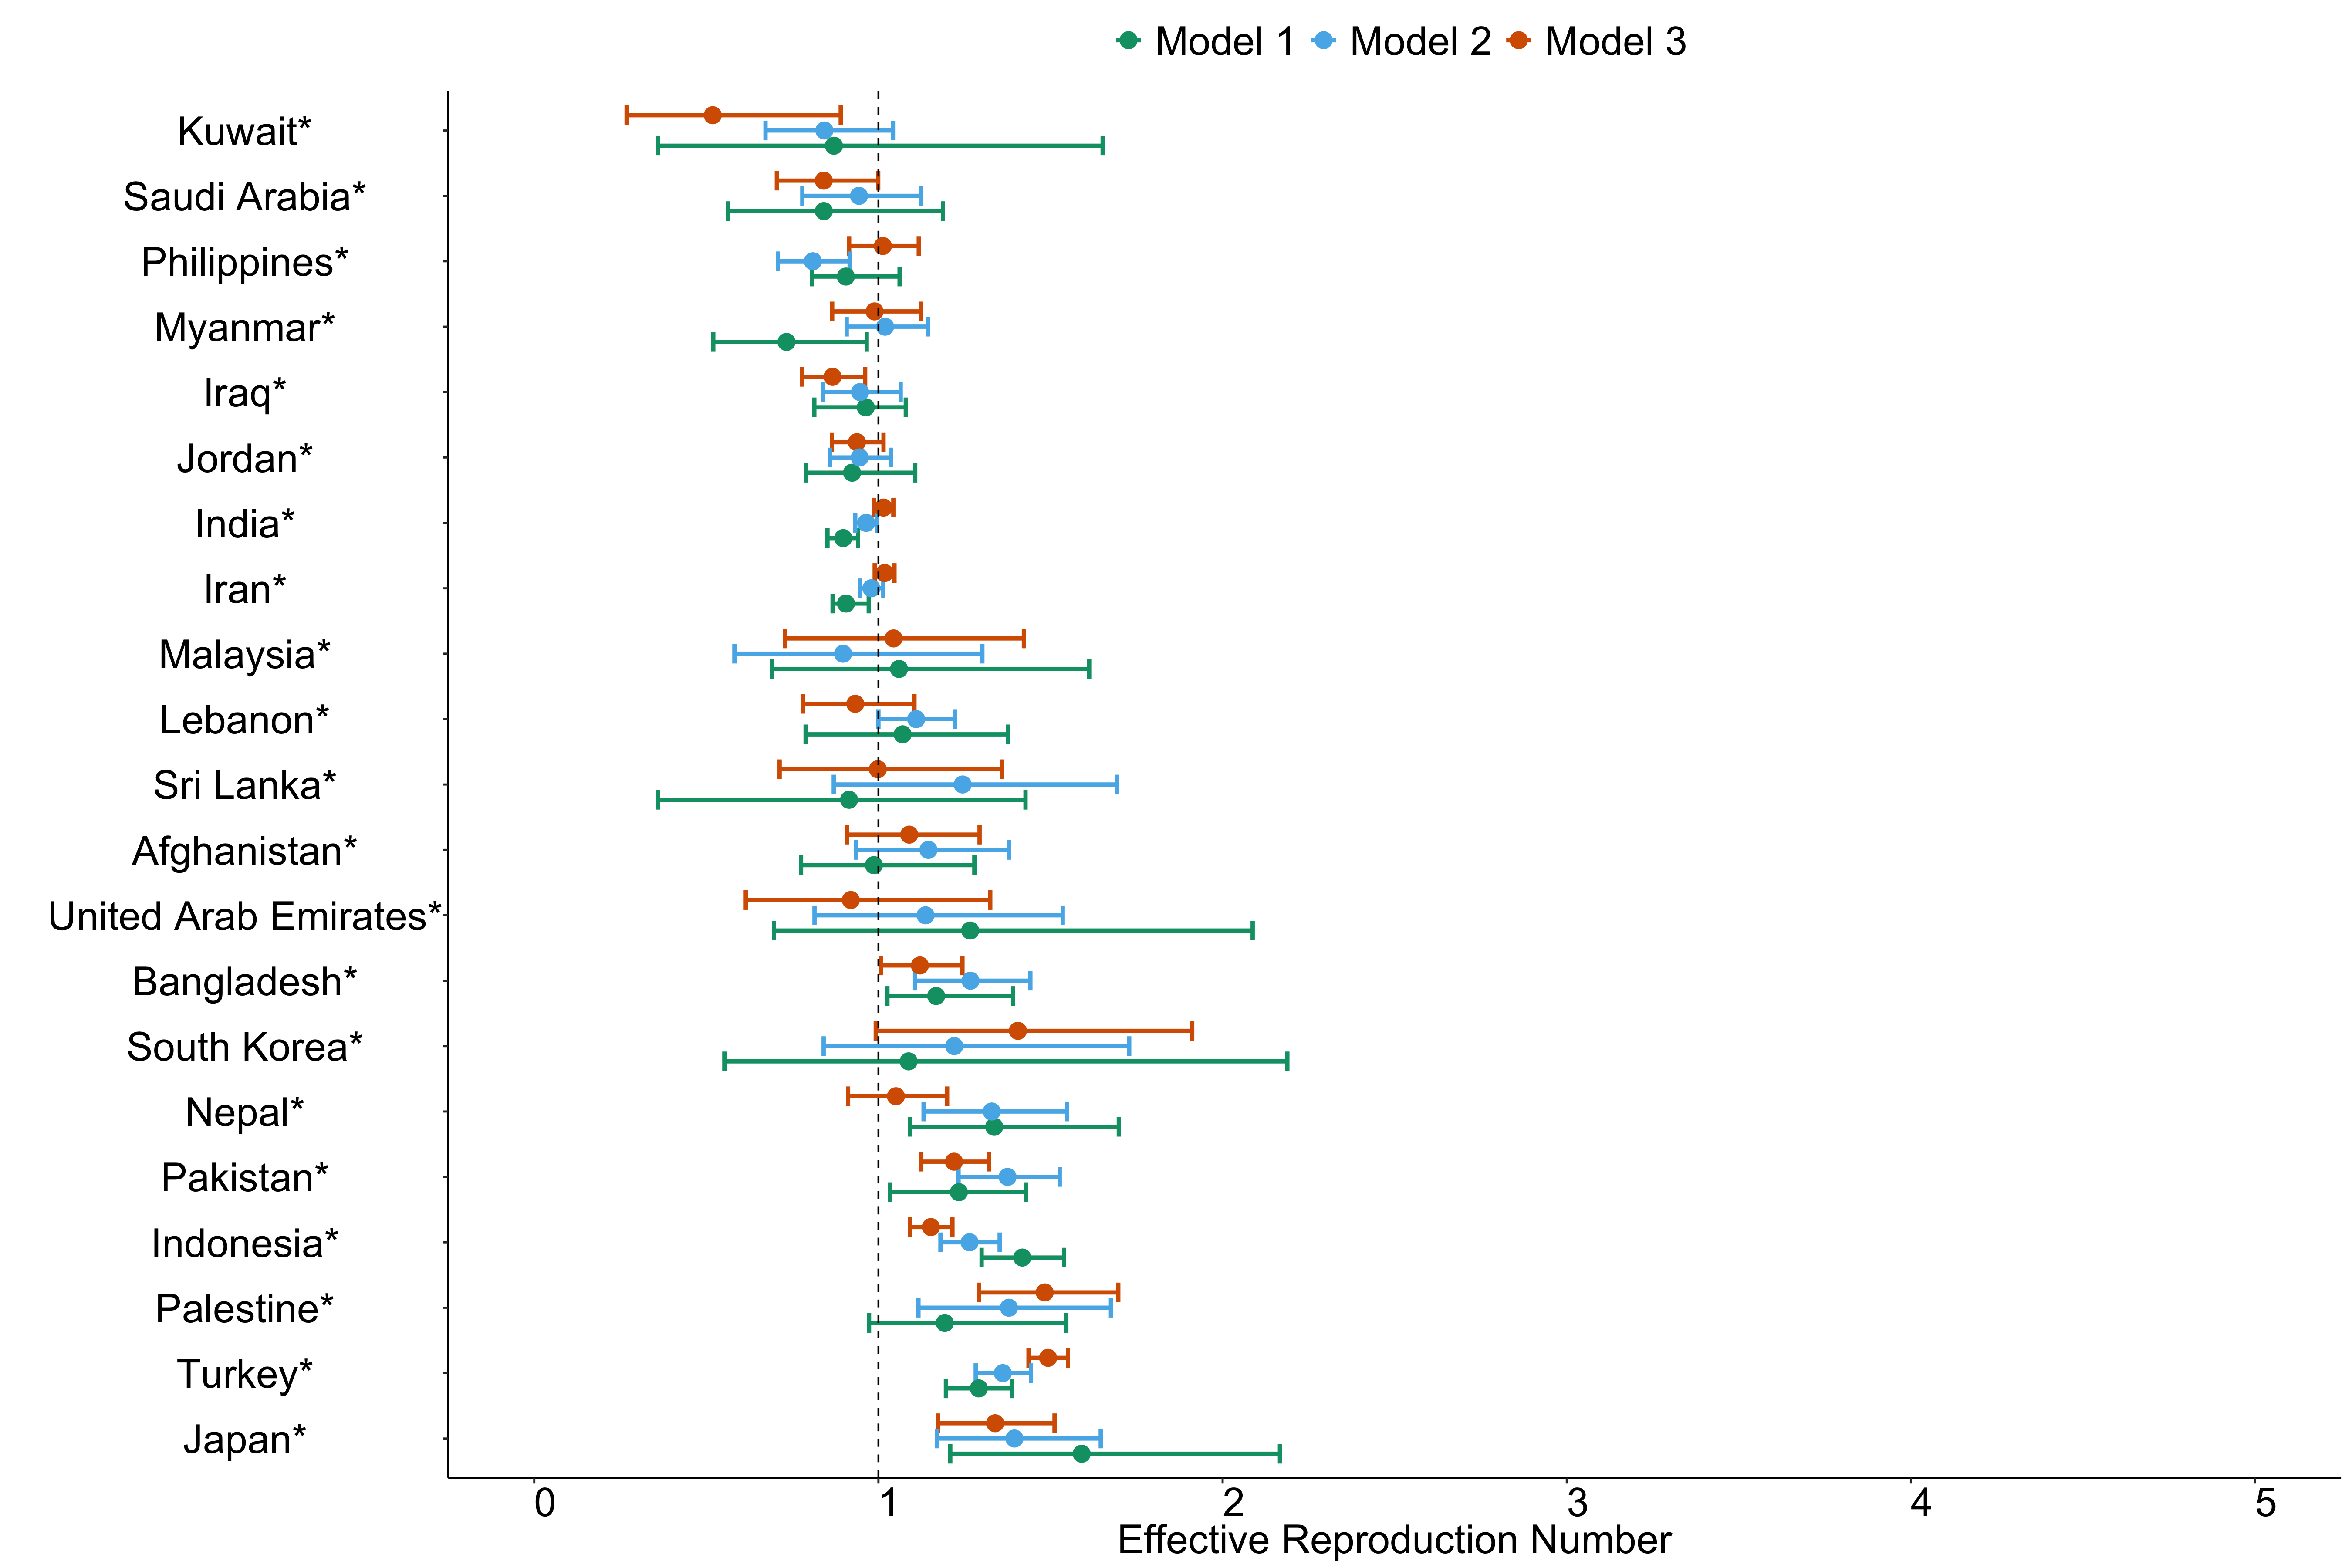 Model 1 Model 2 Model 3
Kuwait*
Saudi Arabia*
Philippines*
Myanmar*
Iraq*
Jordan*
India*
Iran*
Malaysia*
Lebanon*
Sri Lanka*
Afghanistan*
United Arab Emirates*
Bangladesh*
South Korea*
Nepal*
Pakistan*
Indonesia*
Palestine*
Turkey*
Japan*
0 1 2 3 4 5
Effective Reproduction Number